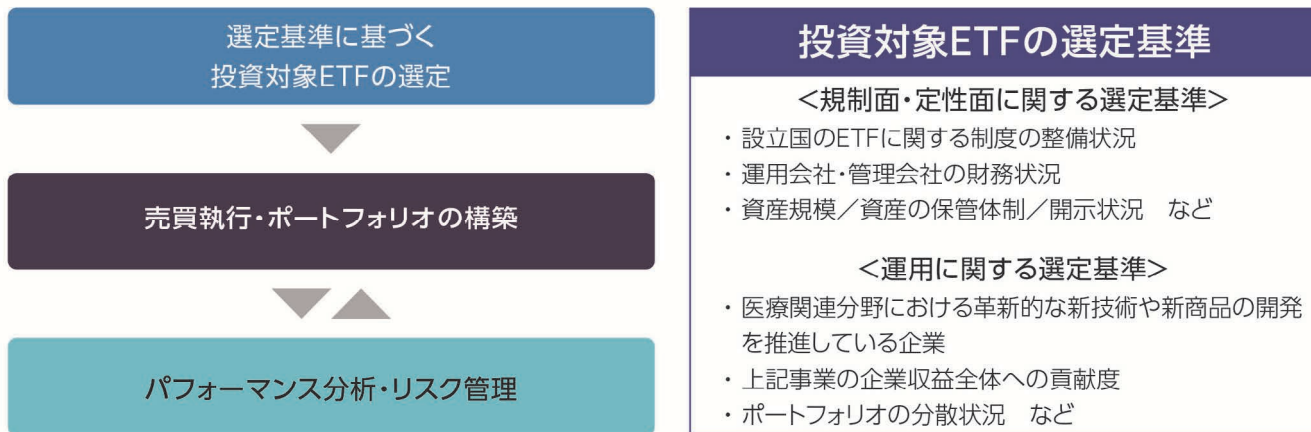 選定基準に基づく
投資対象ETFの選定
売買執行・ポートフォリオの構築
パフォーマンス分析・リスク管理
投資対象ETFの選定基準
<規制面・定性面に関する選定基準>
・設立国のETFに関する制度の整備状況
・運用会社・管理会社の財務状況
・資産規模／資産の保管体制／開示状況　など
<運用に関する選定基準>
・医療関連分野における革新的な新技術や新商品の開発
を推進している企業
・上記事業の企業収益全体への貢献度
・ポートフォリオの分散状況　など